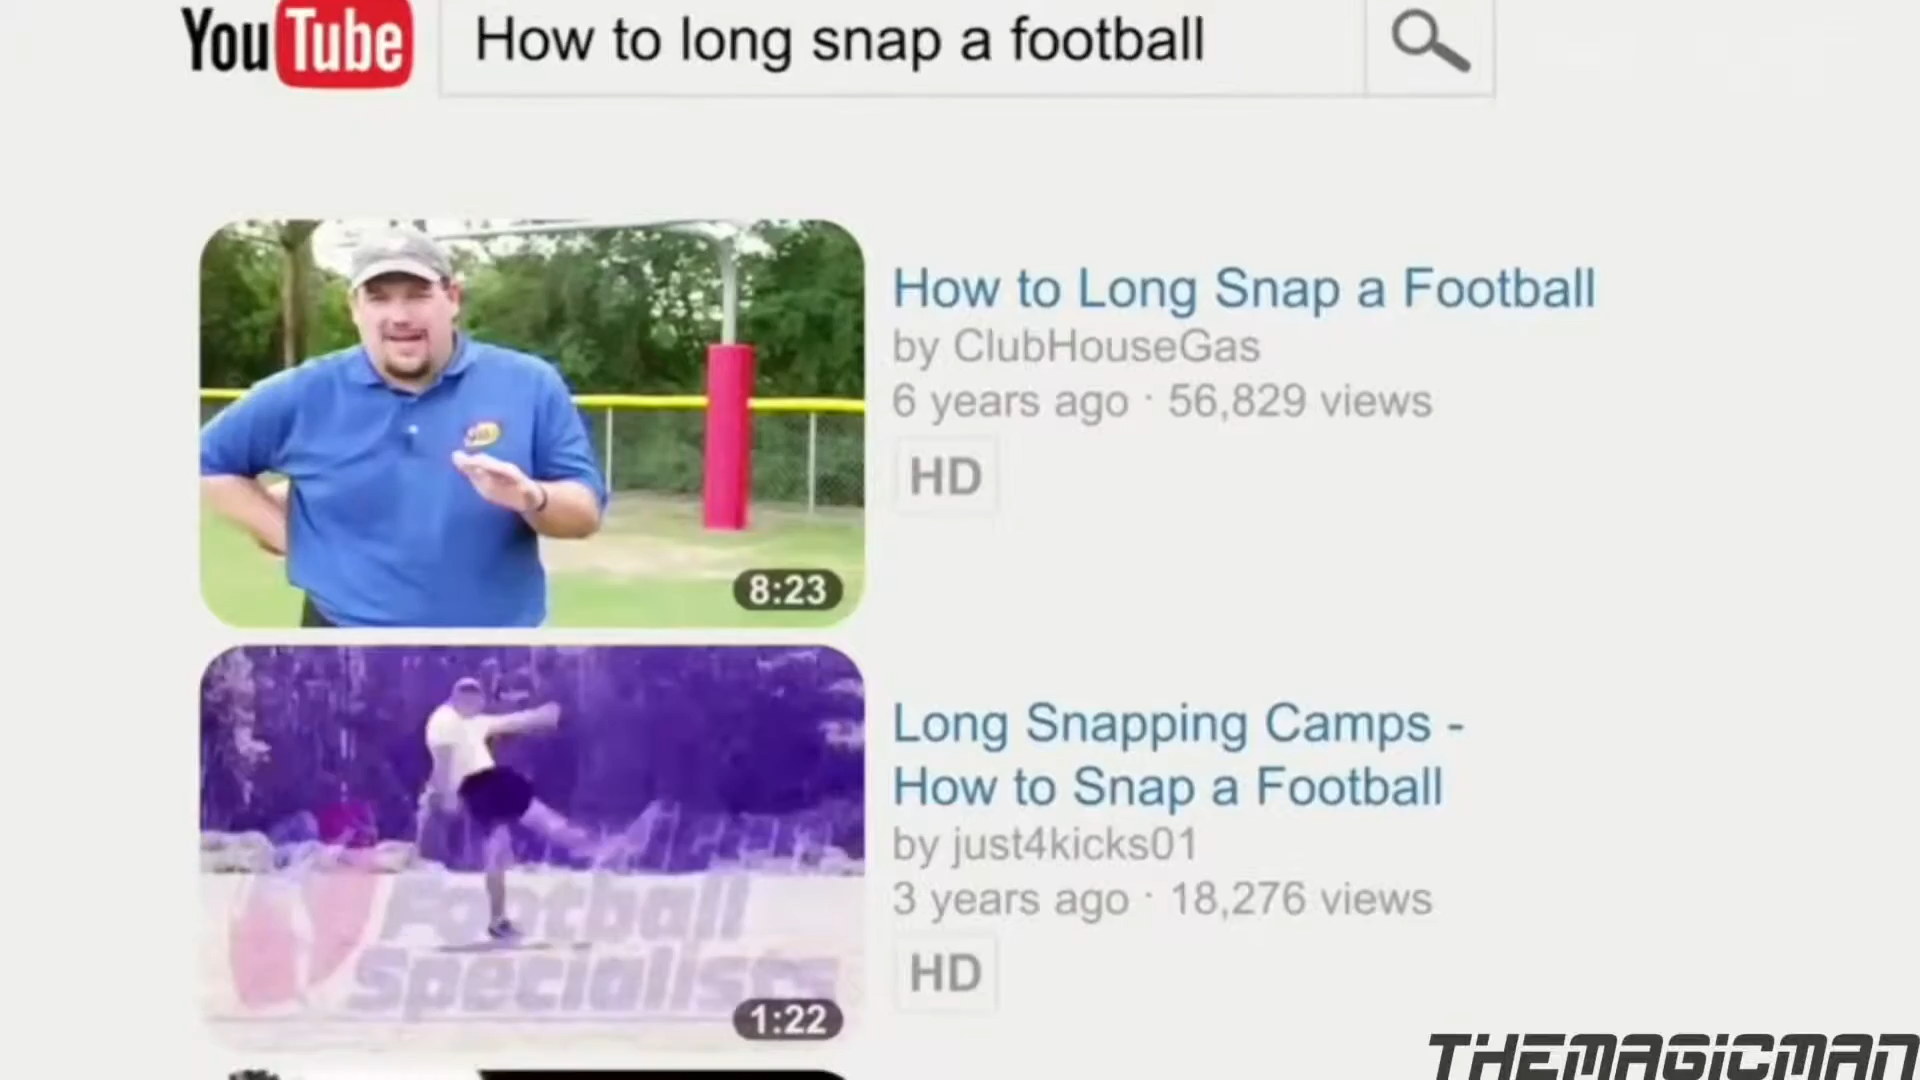 YouTube
How to long snap a football
How to Long Snap a Football
by ClubHouseGas
6 years ago · 56,829 views
HD
8:23
Long Snapping Camps -
How to Snap a Football
by just4kicks01
3 years ago · 18,276 views
HD
Football
Specialists
1:22
THEMAGICMAN